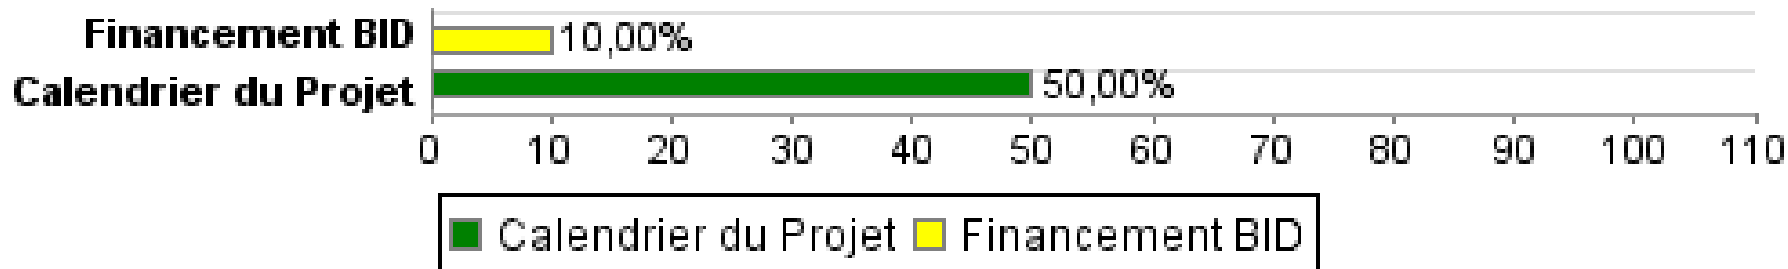 Financement BID 10,00%
Calendrier du Projet 50,00%
0 10 20 30 40 50 60 70 80 90 100 110
Calendrier du Projet Financement BID